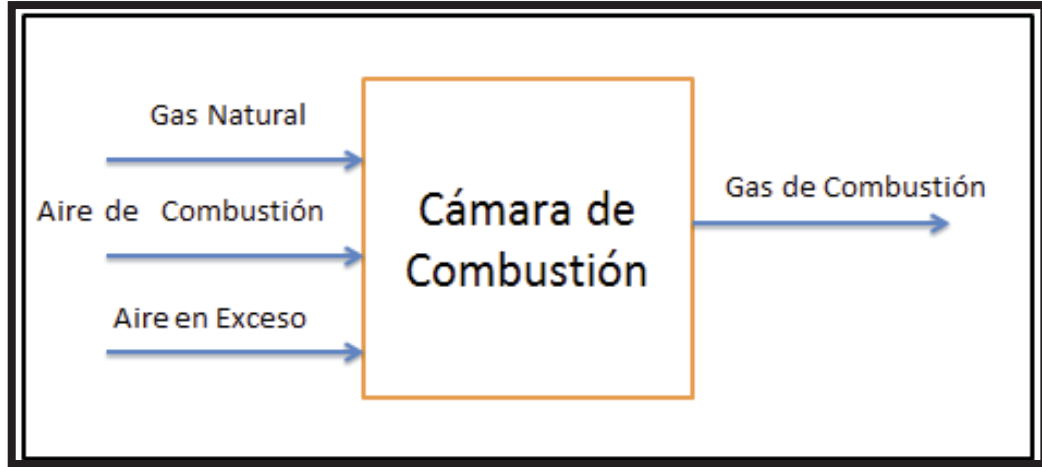 Gas Natural
Aire de Combustión
Aire en Exceso
Cámara de
Combustión
Gas de Combustión